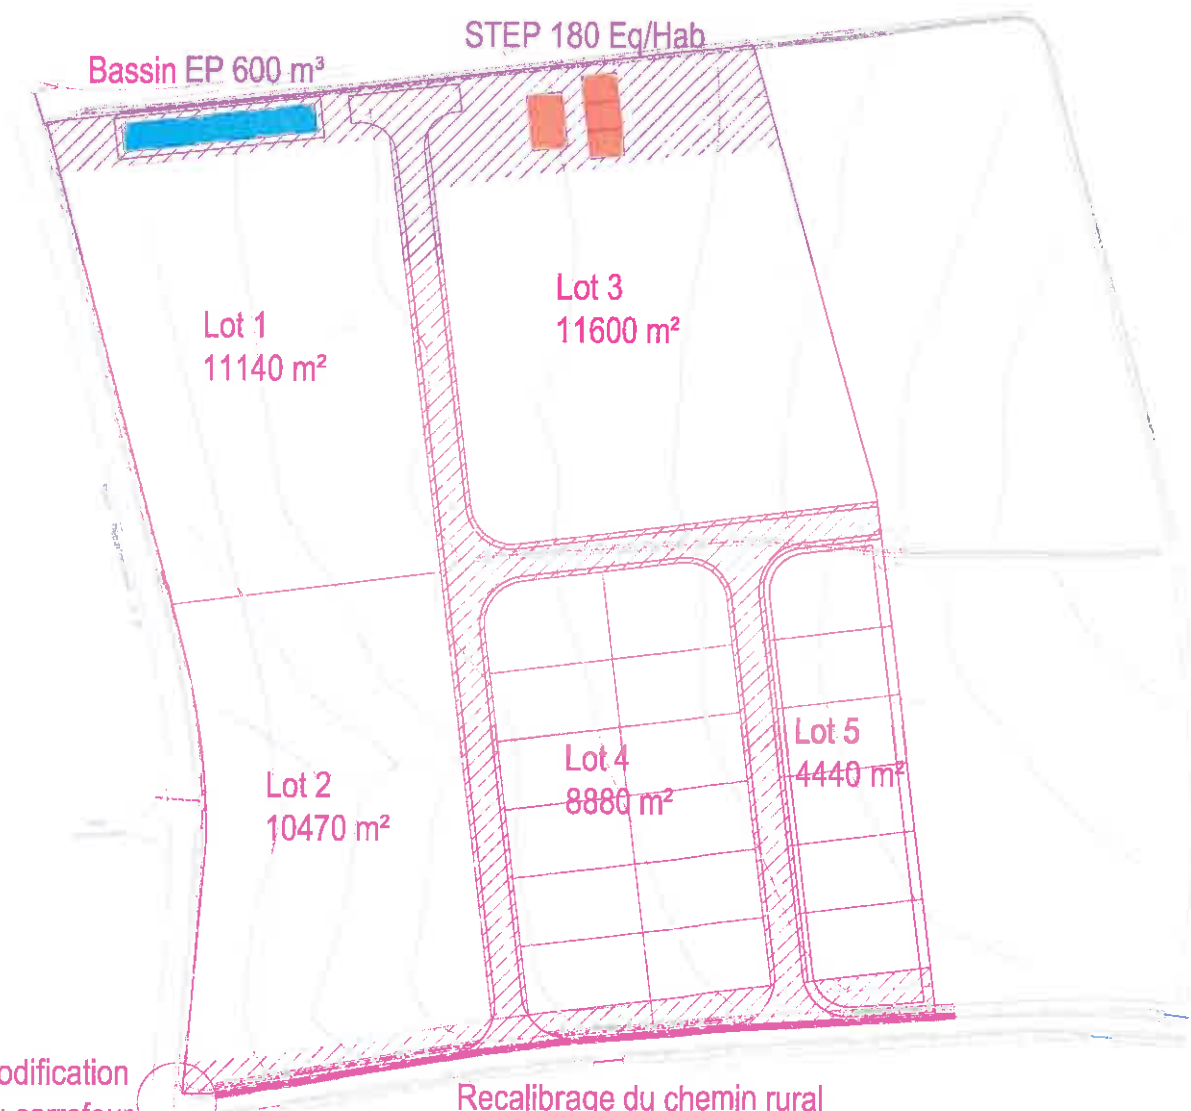 STEP 180 Eq/Hab
Bassin EP 600 m³
Lot 3
11600 m²
Lot 1
11140 m²
Lot 5
4440 m²
Lot 4
8880 m²
Lot 2
10470 m²
odification
carrefour
Recalibrage du chemin rural